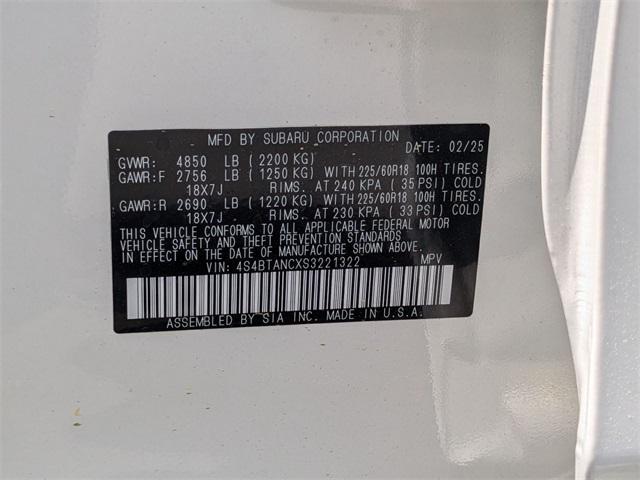 MFD BY SUBARU CORPORATION
DATE: 02/25
GVWR: 4850 LB (2200 KG)
GAWR:F 2756 LB (1250 KG) WITH 225/60R18 100H TIRES.
18X7J RIMS. AT 240 KPA (35 PSI) COLD
GAWR:R 2690 LB (1220 KG) WITH 225/60R18 100H TIRES.
18X7J RIMS. AT 230 KPA (33 PSI) COLD
THIS VEHICLE CONFORMS TO ALL APPLICABLE FEDERAL MOTOR
VEHICLE SAFETY AND THEFT PREVENTION STANDARDS
IN EFFECT ON THE DATE OF MANUFACTURE SHOWN ABOVE.
VIN: 4S4BTANCXS3221322 MPV
ASSEMBLED BY SIA INC. MADE IN U.S.A.